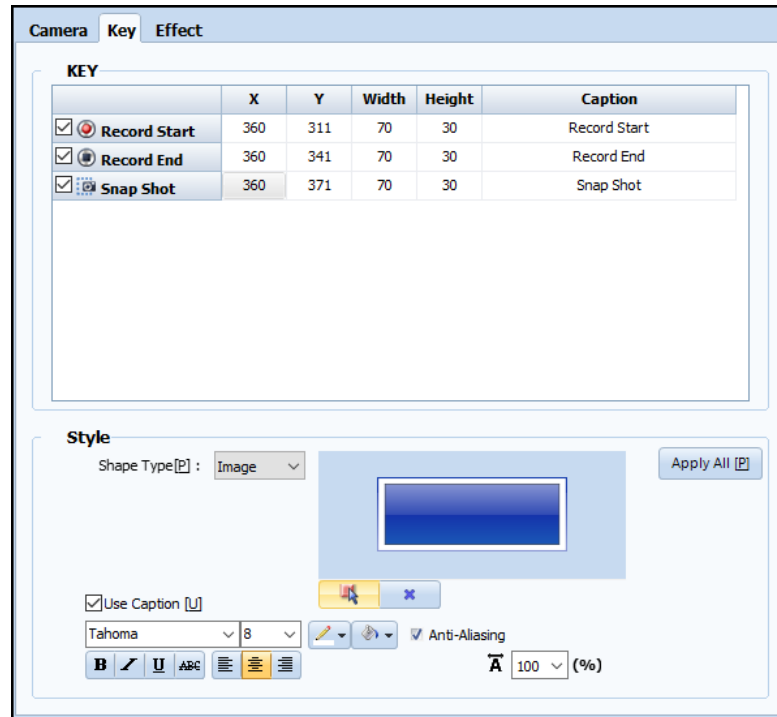 Camera Key Effect
KEY
X Y Width Height Caption
Record Start 360 311 70 30 Record Start
Record End 360 341 70 30 Record End
Snap Shot 360 371 70 30 Snap Shot
Style
Shape Type[P] : Image Apply All [P]
Use Caption [U]
Tahoma 8 Anti-Aliasing
B I U ABC A 100 (%)